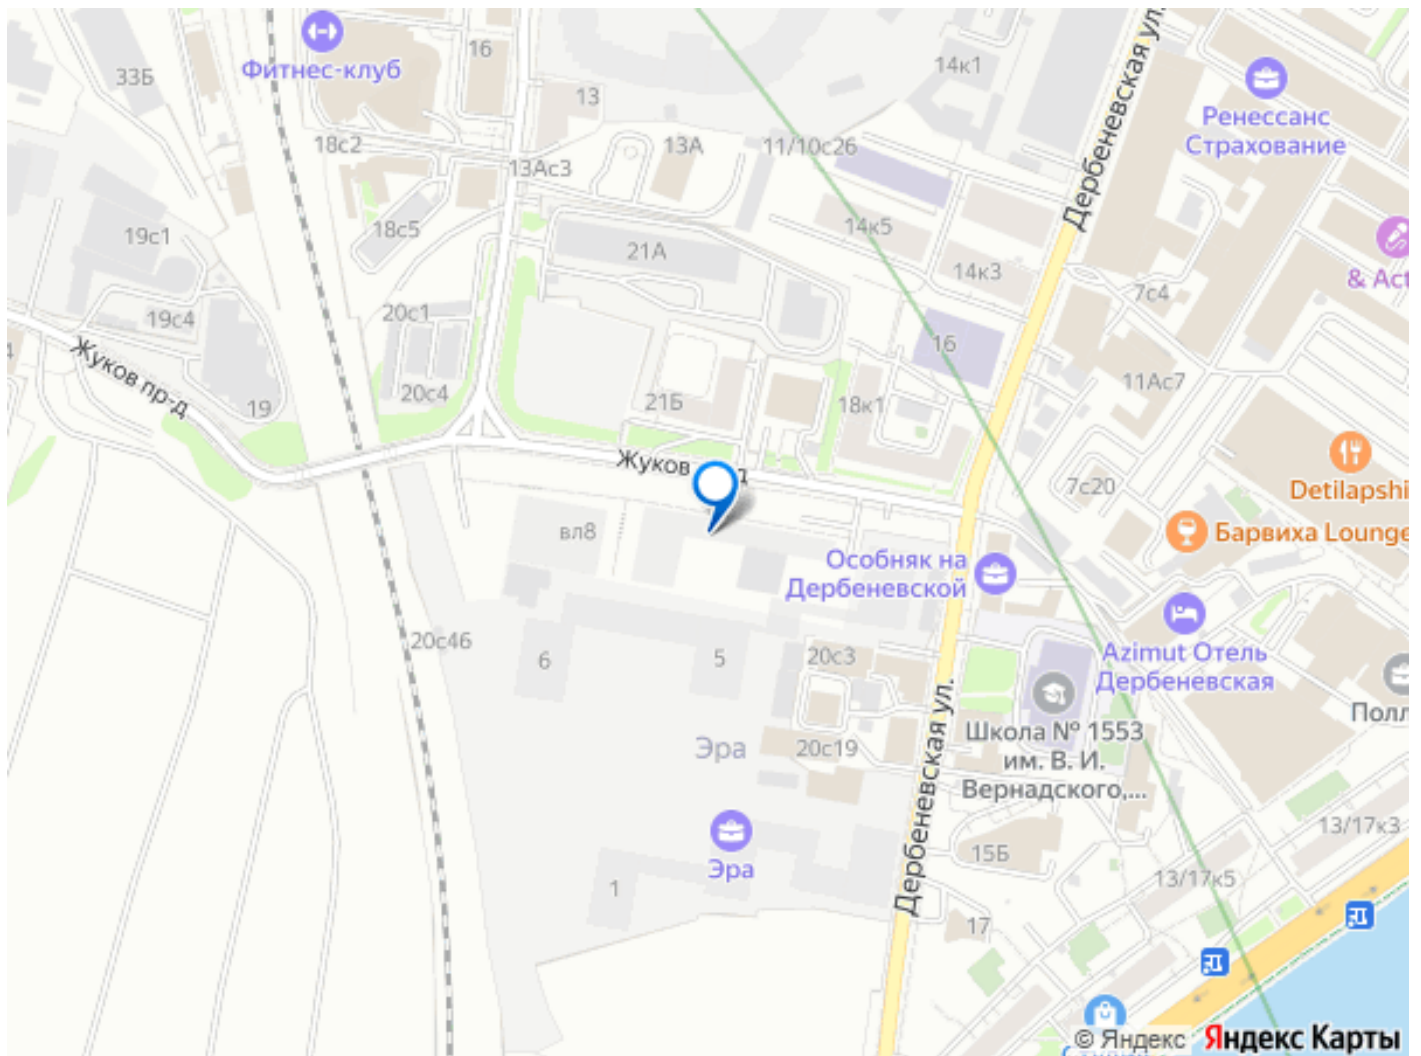 33Б
Фитнес-клуб
16
14к1
Дербеневская ул.
Ренессанс
Страхование
13
18с2
13Ас3
13А
11/10с26
19с1
18с5
21А
14к5
14к3
& Act
7с4
19с4
20с1
16
Жуков пр-д
4
20с4
21Б
18к1
11Ас7
19
Жуков
д
7с20
Detilapshi
вл8
Барвиха Lounge
Особняк на
Дербеневской
20с46
6
5
20с3
Azimut Отель
Дербеневская
Дербеневская ул.
Эра
20с19
Школа № 1553
им. В. И.
Вернадского,...
Полл
13/17к3
15Б
Эра
1
13/17к5
17
© Яндекс
Яндекс Карты